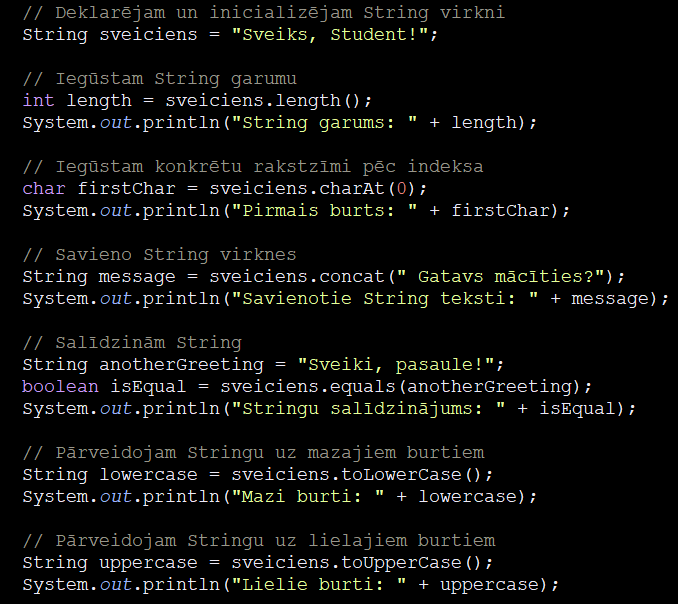 // Deklarējam un inicializējam String virkni
String sveiciens = "Sveiks, Student!";
// Iegūstam String garumu
int length = sveiciens.length();
System.out.println("String garums: " + length);
// Iegūstam konkrētu rakstzīmi pēc indeksa
char firstChar = sveiciens.charAt(0);
System.out.println("Pirmais burts: " + firstChar);
// Savieno String virknes
String message = sveiciens.concat(" Gatavs mācīties?");
System.out.println("Savienotie String teksti: " + message);
// Salīdzinām String
String anotherGreeting = "Sveiki, pasaule!";
boolean isEqual = sveiciens.equals(anotherGreeting);
System.out.println("Stringu salīdzinājums: " + isEqual);
// Pārveidojam Stringu uz mazajiem burtiem
String lowercase = sveiciens.toLowerCase();
System.out.println("Mazi burti: " + lowercase);
// Pārveidojam Stringu uz lielajiem burtiem
String uppercase = sveiciens.toUpperCase();
System.out.println("Lielie burti: " + uppercase);